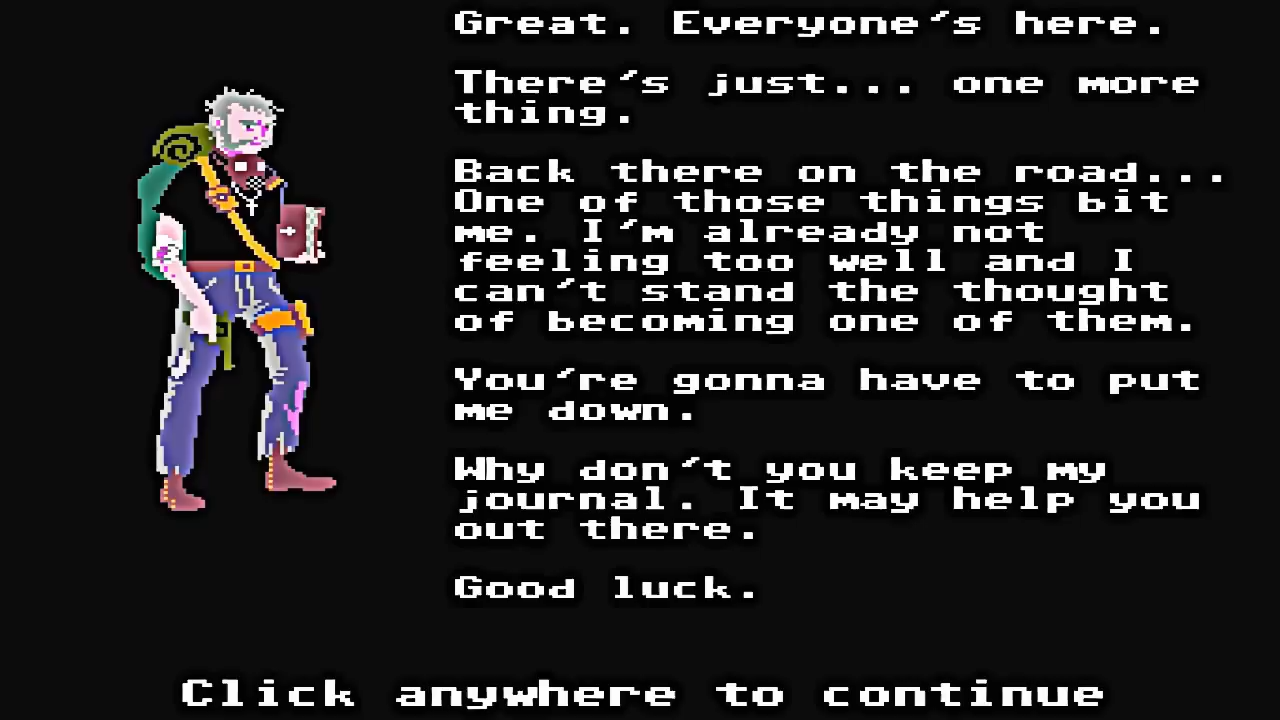 Great. Everyone's here.
There's just... one more
thing.
Back there on the road...
One of those things bit
me. I'm already not
feeling too well and I
can't stand the thought
of becoming one of them.
You're gonna have to put
me down.
Why don't you keep my
journal. It may help you
out there.
Good luck.
Click anywhere to continue